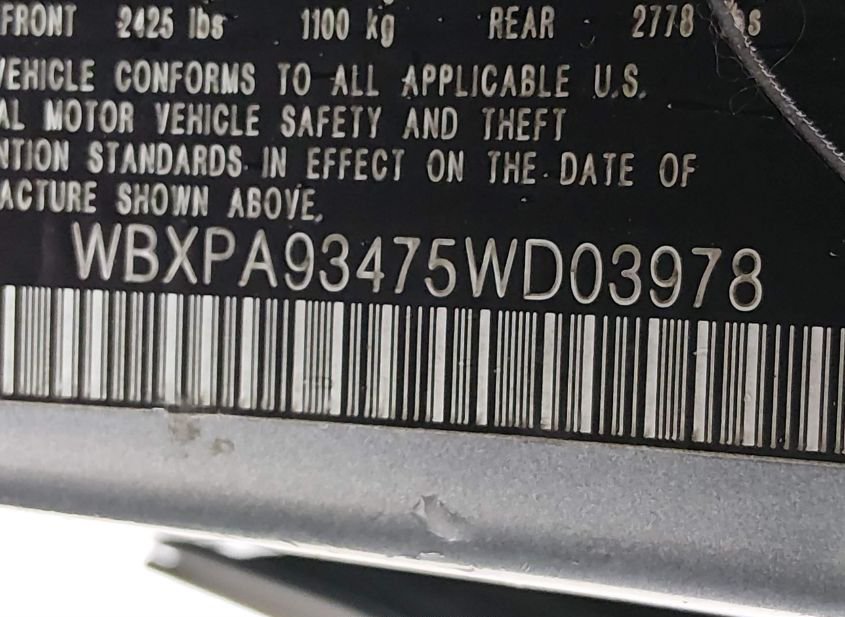 FRONT 2425 lbs 1100 kg REAR 2778 lbs
VEHICLE CONFORMS TO ALL APPLICABLE U.S.
AL MOTOR VEHICLE SAFETY AND THEFT
NTION STANDARDS IN EFFECT ON THE DATE OF
ACTURE SHOWN ABOVE.
WBXPA93475WD03978